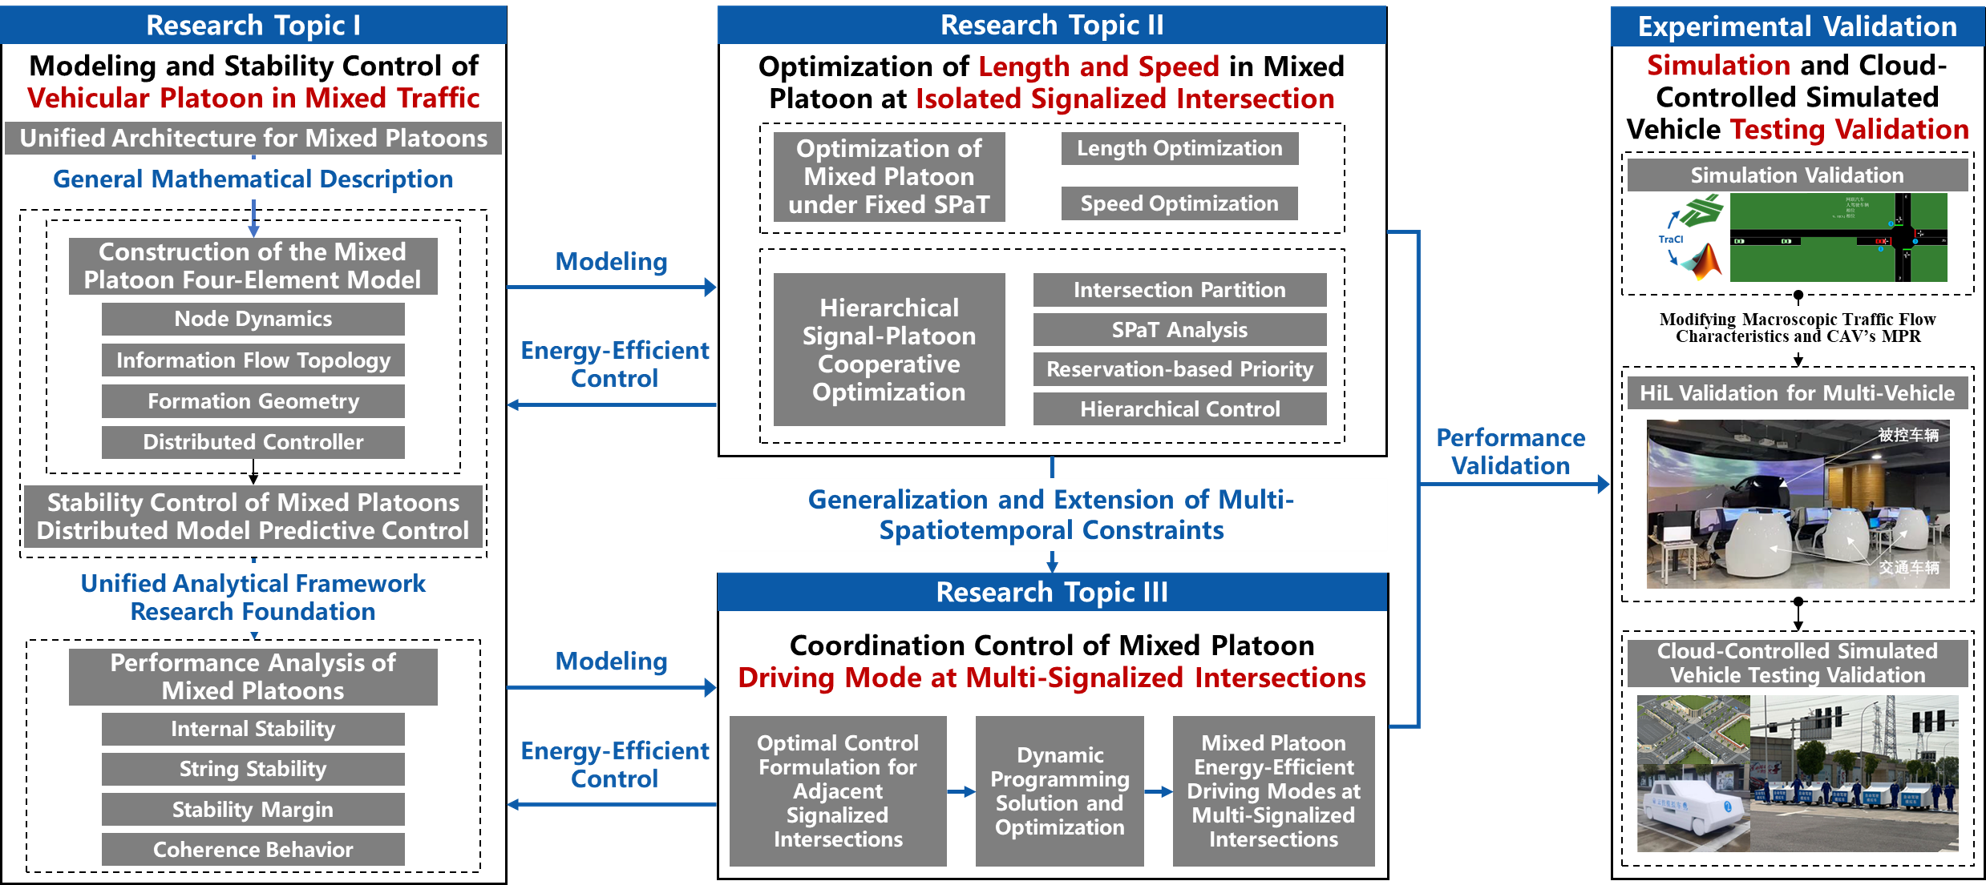 Research Topic I
Modeling and Stability Control of
Vehicular Platoon in Mixed Traffic
Unified Architecture for Mixed Platoons
General Mathematical Description
Construction of the Mixed
Platoon Four-Element Model
Node Dynamics
Information Flow Topology
Formation Geometry
Distributed Controller
Stability Control of Mixed Platoons
Distributed Model Predictive Control
Unified Analytical Framework
Research Foundation
Performance Analysis of
Mixed Platoons
Internal Stability
String Stability
Stability Margin
Coherence Behavior
Modeling
Energy-Efficient
Control
Modeling
Energy-Efficient
Control
Research Topic II
Optimization of Length and Speed in Mixed
Platoon at Isolated Signalized Intersection
Optimization of
Mixed Platoon
under Fixed SPaT
Length Optimization
Speed Optimization
Hierarchical
Signal-Platoon
Cooperative
Optimization
Intersection Partition
SPaT Analysis
Reservation-based Priority
Hierarchical Control
Generalization and Extension of Multi-
Spatiotemporal Constraints
Research Topic III
Coordination Control of Mixed Platoon
Driving Mode at Multi-Signalized Intersections
Optimal Control
Formulation for
Adjacent
Signalized
Intersections
Dynamic
Programming
Solution and
Optimization
Mixed Platoon
Energy-Efficient
Driving Modes at
Multi-Signalized
Intersections
Performance
Validation
Experimental Validation
Simulation and Cloud-
Controlled Simulated
Vehicle Testing Validation
Simulation Validation
TraCI
Modifying Macroscopic Traffic Flow
Characteristics and CAV's MPR
HiL Validation for Multi-Vehicle
被控车辆
交通车辆
Cloud-Controlled Simulated
Vehicle Testing Validation